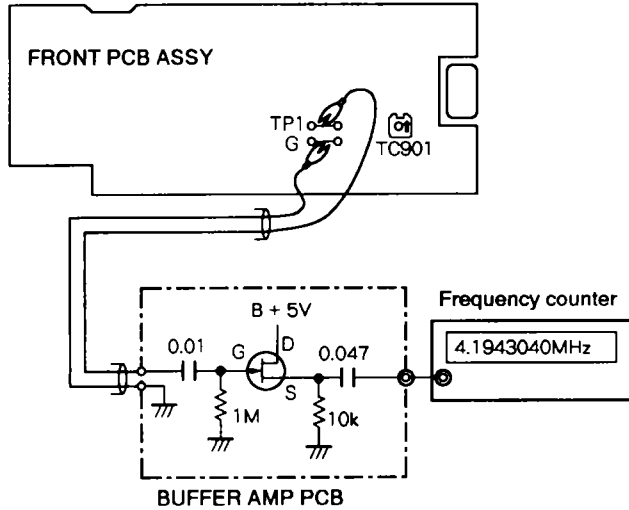 FRONT PCB ASSY
TP1
G
TC901
B + 5V
Frequency counter
0.01
G
D
0.047
4.1943040MHz
S
1M
10k
BUFFER AMP PCB